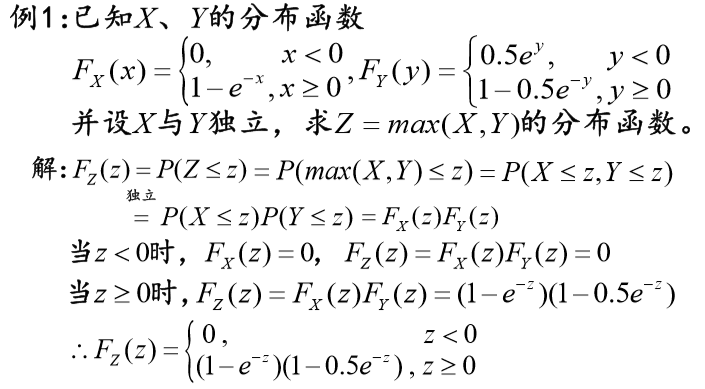 例1:已知X、Y的分布函数
F_X(x)={0, x<0; 1−e^{−x}, x≥0, F_Y(y)={0.5e^y, y<0; 1−0.5e^{−y}, y≥0
并设X与Y独立，求Z=max(X,Y)的分布函数。
解:F_Z(z)=P(Z≤z)=P(max(X,Y)≤z)=P(X≤z,Y≤z)
独立
= P(X≤z)P(Y≤z)=F_X(z)F_Y(z)
当z<0时，F_X(z)=0，F_Z(z)=F_X(z)F_Y(z)=0
当z≥0时,F_Z(z)=F_X(z)F_Y(z)=(1−e^{−z})(1−0.5e^{−z})
∴F_Z(z)={0, z<0; (1−e^{−z})(1−0.5e^{−z}), z≥0